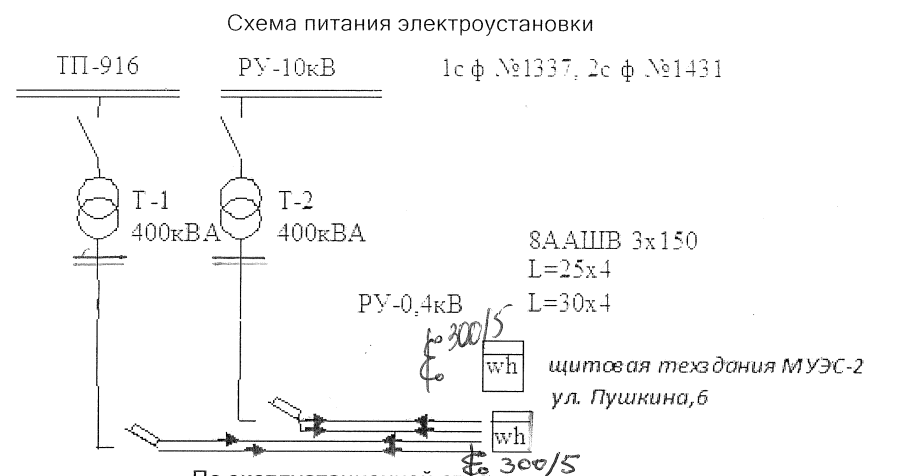 Схема питания электроустановки
ТП-916 РУ-10кВ 1с ф №1337, 2с ф №1431
Т-1 Т-2
400кВА 400кВА
8ААШВ 3х150
L=25х4
РУ-0,4кВ L=30х4
300/5
wh щитовая техздания МУЭС-2
ул. Пушкина,6
wh
300/5